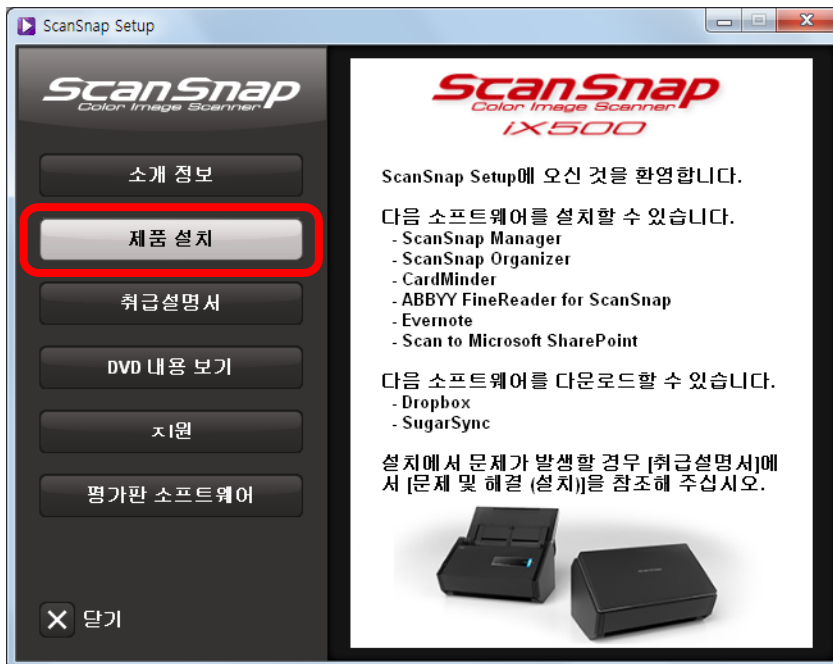 ScanSnap Setup
ScanSnap
Color Image Scanner
소개 정보
제품 설치
취급설명서
DVD 내용 보기
지원
평가판 소프트웨어
닫기
ScanSnap
Color Image Scanner
iX500
ScanSnap Setup에 오신 것을 환영합니다.
다음 소프트웨어를 설치할 수 있습니다.
- ScanSnap Manager
- ScanSnap Organizer
- CardMinder
- ABBYY FineReader for ScanSnap
- Evernote
- Scan to Microsoft SharePoint
다음 소프트웨어를 다운로드할 수 있습니다.
- Dropbox
- SugarSync
설치에서 문제가 발생할 경우 [취급설명서]에
서 [문제 및 해결 (설치)]을 참조해 주십시오.